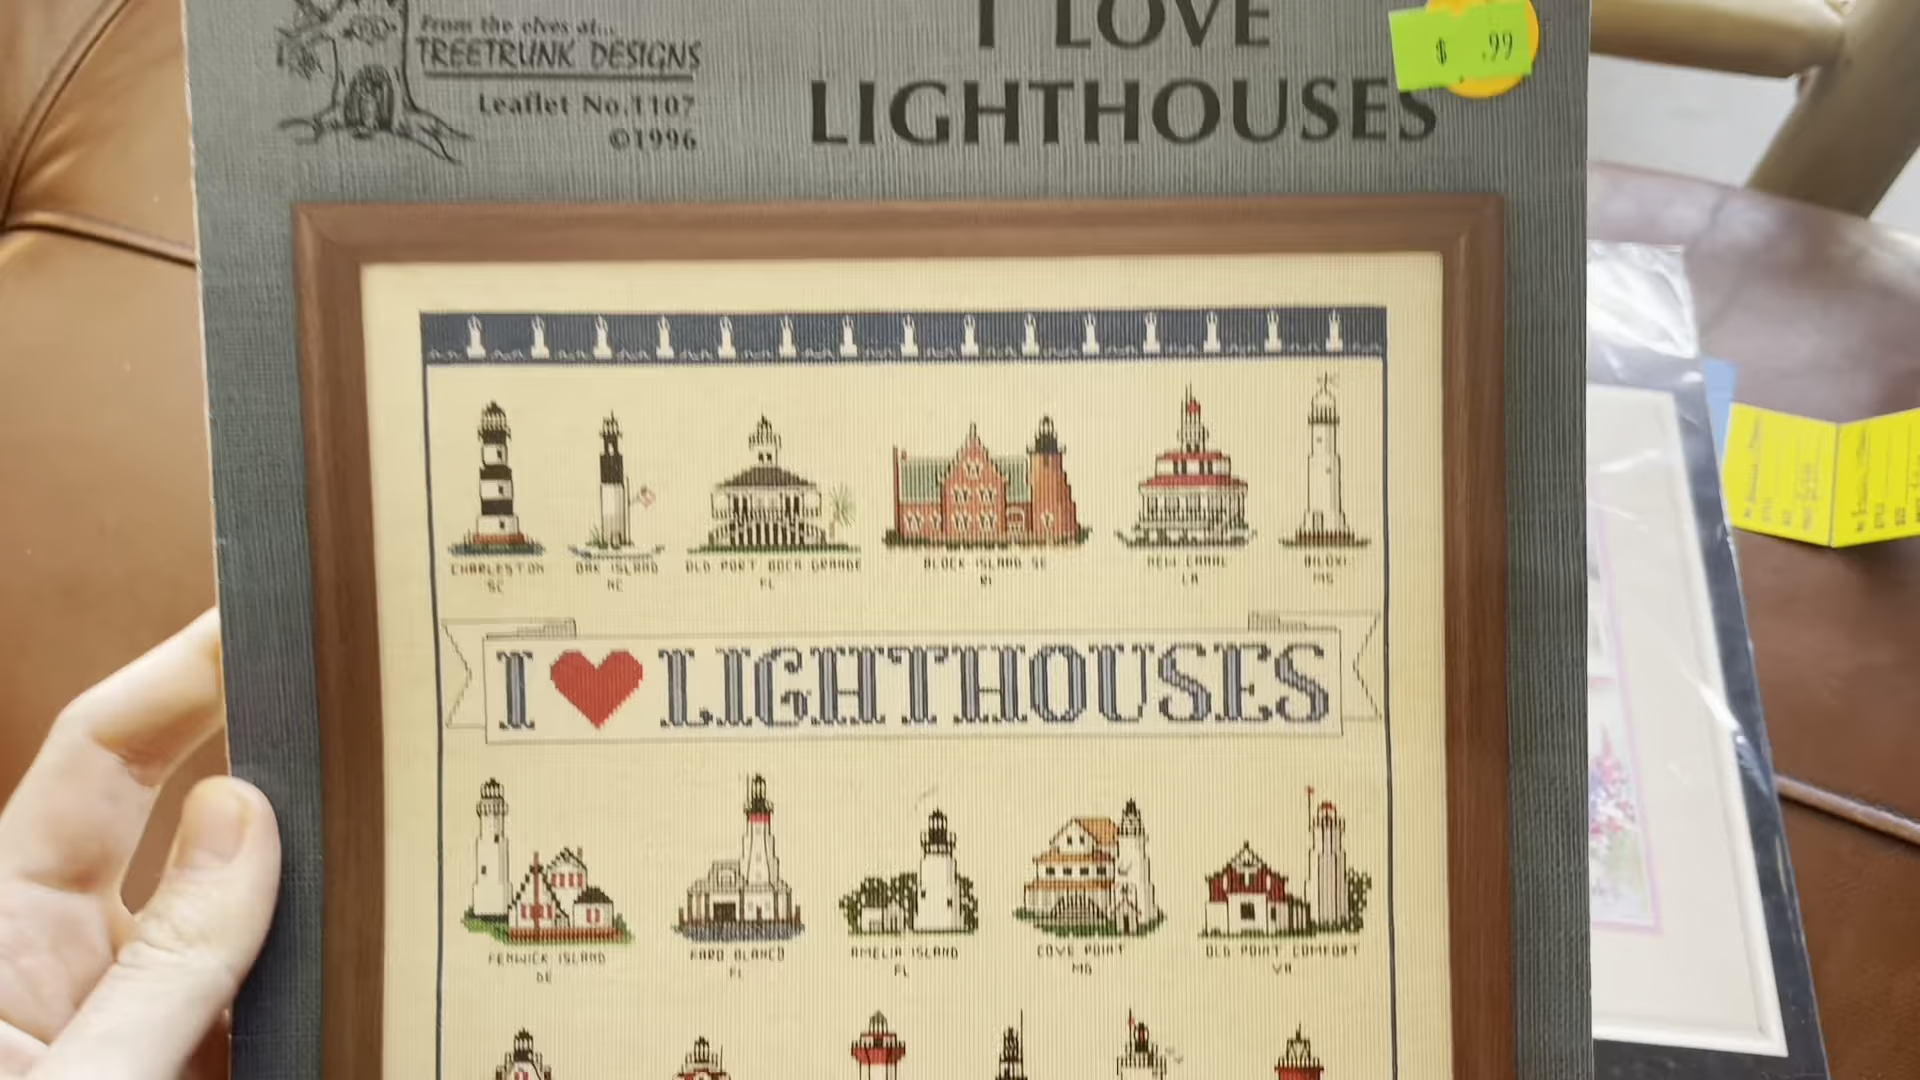 From the elves at...
TREETRUNK DESIGNS
Leaflet No.1107
©1996
I LOVE
LIGHTHOUSES
$ .99
CHARLESTON
SC
OAK ISLAND
NC
OLD PORT BOCA GRANDE
FL
BLOCK ISLAND SE
RI
NEW CANAL
LA
BILOXI
MS
I ❤ LIGHTHOUSES
FENWICK ISLAND
DE
FARO BLANCO
FL
AMELIA ISLAND
FL
COVE POINT
MD
OLD POINT COMFORT
VA